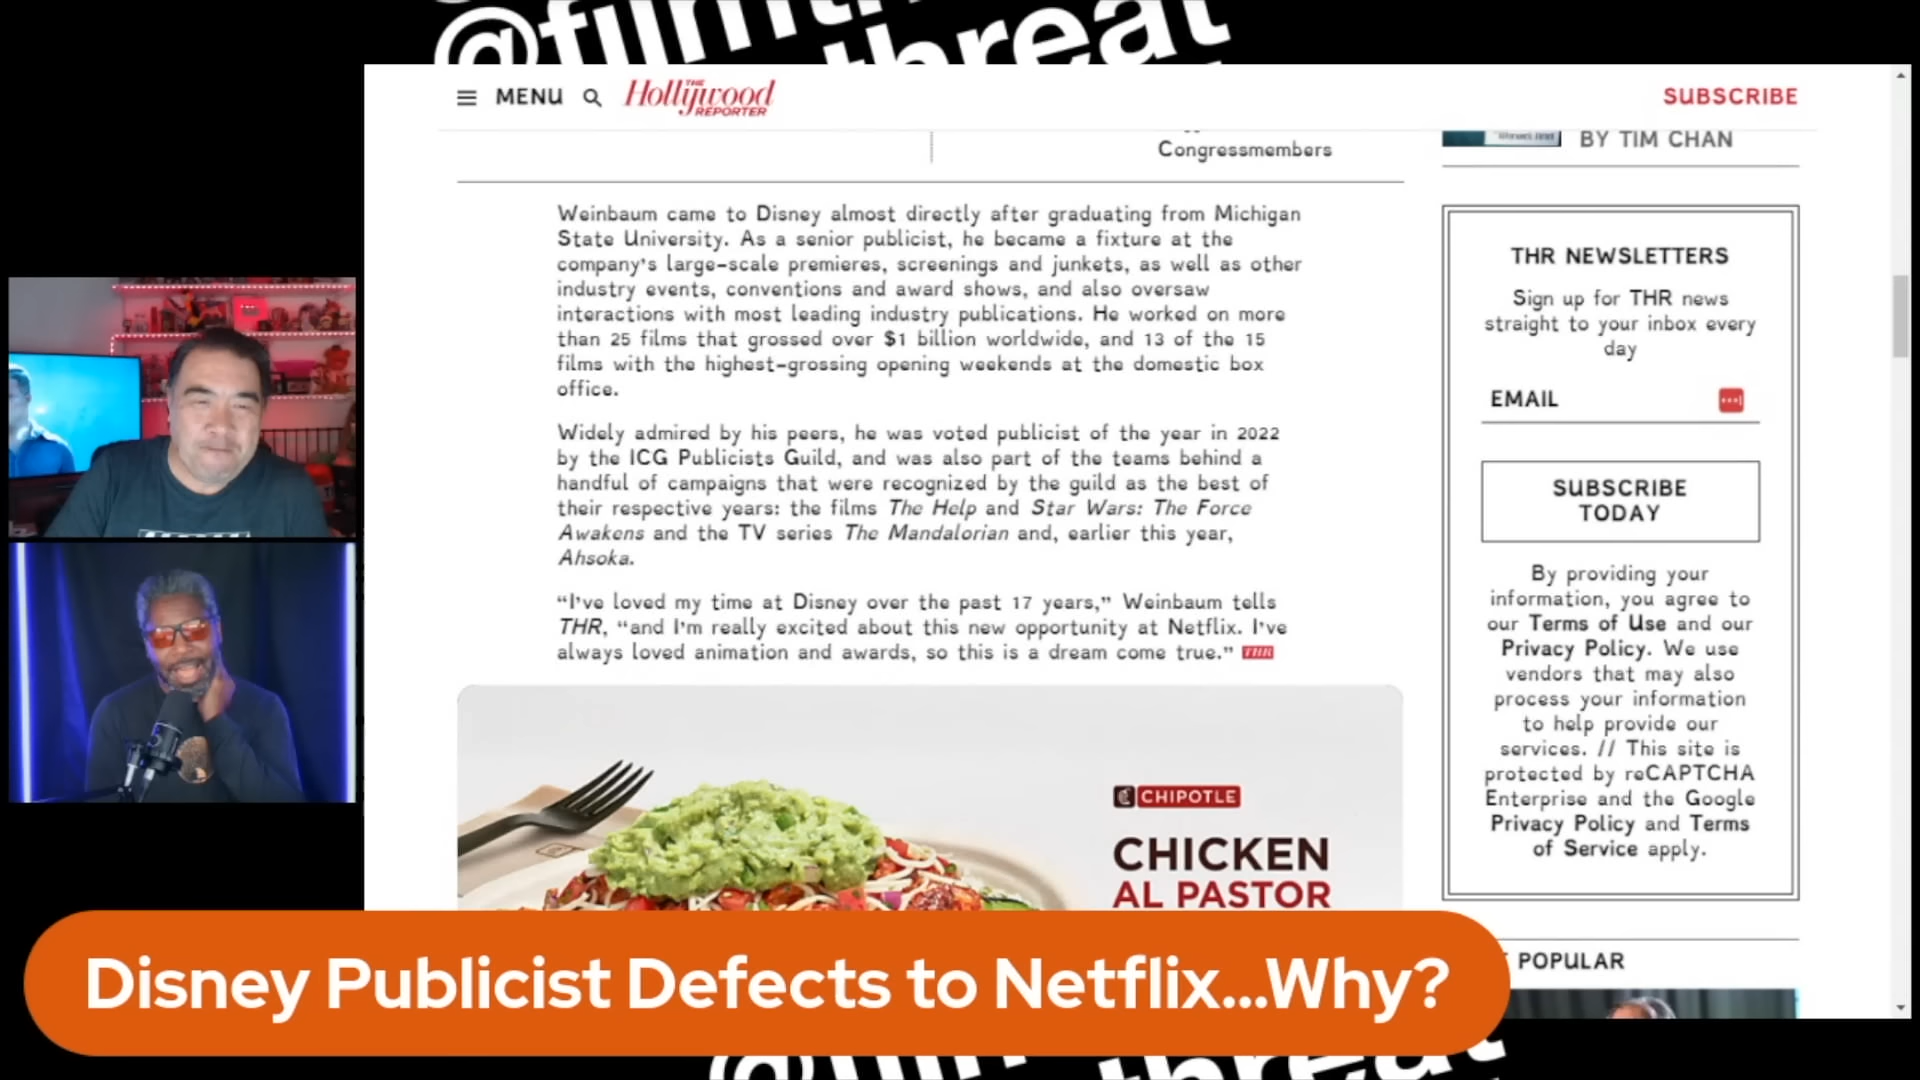 @filmth
threat
MENU
THE
Hollywood
REPORTER
SUBSCRIBE
Congressmembers
BY TIM CHAN
Weinbaum came to Disney almost directly after graduating from Michigan
State University. As a senior publicist, he became a fixture at the
company's large-scale premieres, screenings and junkets, as well as other
industry events, conventions and award shows, and also oversaw
interactions with most leading industry publications. He worked on more
than 25 films that grossed over $1 billion worldwide, and 13 of the 15
films with the highest-grossing opening weekends at the domestic box
office.
Widely admired by his peers, he was voted publicist of the year in 2022
by the ICG Publicists Guild, and was also part of the teams behind a
handful of campaigns that were recognized by the guild as the best of
their respective years: the films The Help and Star Wars: The Force
Awakens and the TV series The Mandalorian and, earlier this year,
Ahsoka.
“I've loved my time at Disney over the past 17 years,” Weinbaum tells
THR, “and I'm really excited about this new opportunity at Netflix. I've
always loved animation and awards, so this is a dream come true.” THR
THR NEWSLETTERS
Sign up for THR news
straight to your inbox every
day
EMAIL
SUBSCRIBE
TODAY
By providing your
information, you agree to
our Terms of Use and our
Privacy Policy. We use
vendors that may also
process your information
to help provide our
services. // This site is
protected by reCAPTCHA
Enterprise and the Google
Privacy Policy and Terms
of Service apply.
CHIPOTLE
CHICKEN
AL PASTOR
POPULAR
Disney Publicist Defects to Netflix...Why?
threat